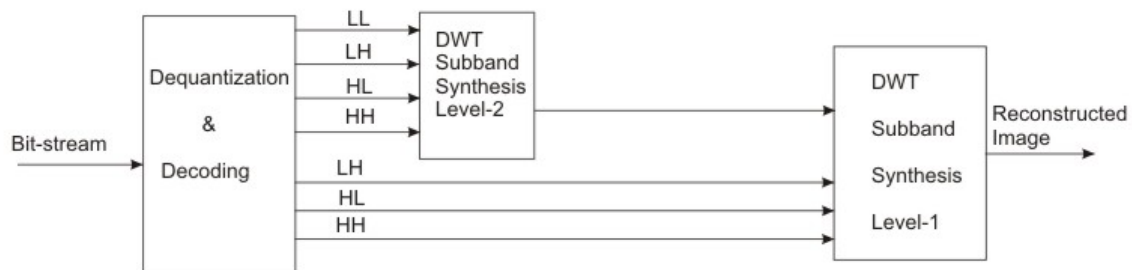 Bit-stream
Dequantization
&
Decoding
LL
LH
HL
HH
LH
HL
HH
DWT
Subband
Synthesis
Level-2
DWT
Subband
Synthesis
Level-1
Reconstructed
Image